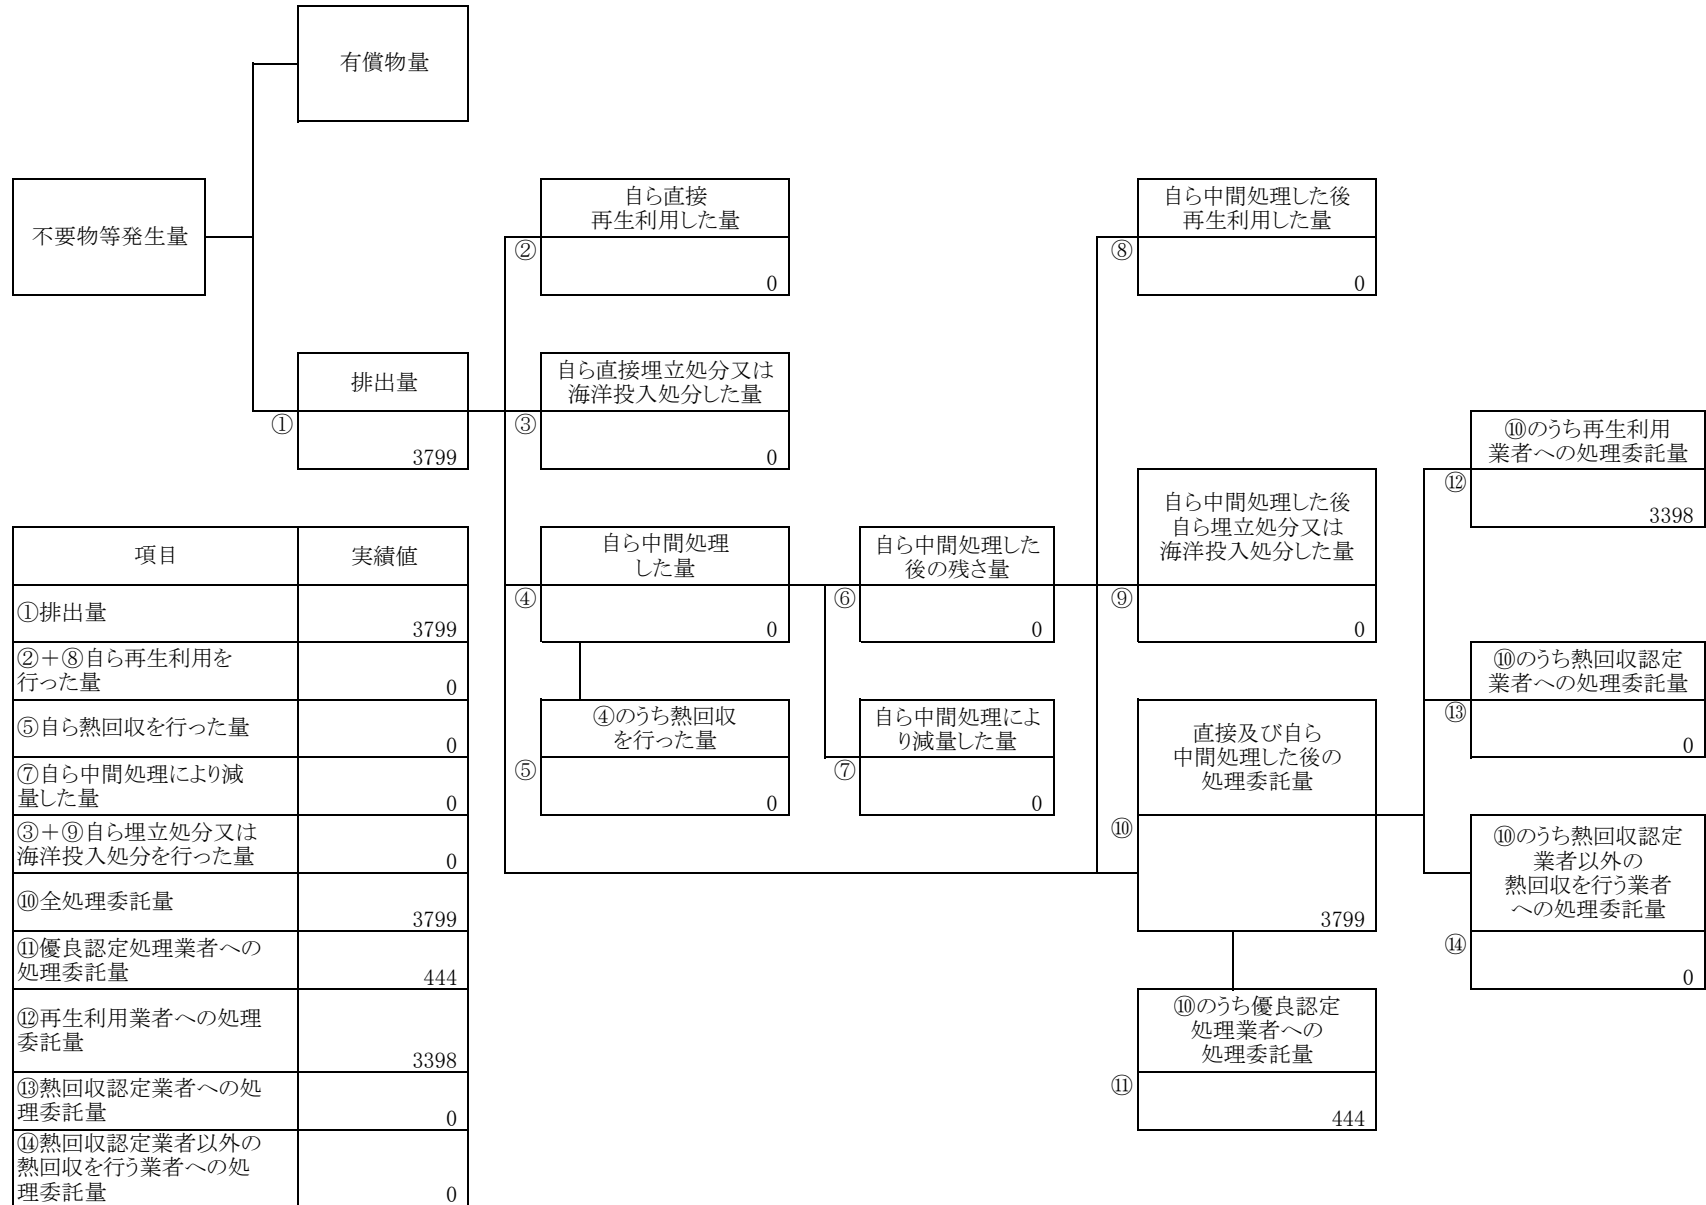 有償物量
不要物等発生量
自ら直接
再生利用した量
②
0
自ら中間処理した後
再生利用した量
⑧
0
排出量
①
3799
自ら直接埋立処分又は
海洋投入処分した量
③
0
⑩のうち再生利用
業者への処理委託量
⑫
3398
自ら中間処理した後
自ら埋立処分又は
海洋投入処分した量
⑨
0
自ら中間処理
した量
④
0
自ら中間処理した
後の残さ量
⑥
0
⑩のうち熱回収認定
業者への処理委託量
⑬
0
④のうち熱回収
を行った量
⑤
0
自ら中間処理によ
り減量した量
⑦
0
直接及び自ら
中間処理した後の
処理委託量
⑩
3799
⑩のうち熱回収認定
業者以外の
熱回収を行う業者
への処理委託量
⑭
0
⑩のうち優良認定
処理業者への
処理委託量
⑪
444
項目 実績値
①排出量 3799
②＋⑧自ら再生利用を
行った量 0
⑤自ら熱回収を行った量 0
⑦自ら中間処理により減
量した量 0
③＋⑨自ら埋立処分又は
海洋投入処分を行った量 0
⑩全処理委託量 3799
⑪優良認定処理業者への
処理委託量 444
⑫再生利用業者への処理
委託量 3398
⑬熱回収認定業者への処
理委託量 0
⑭熱回収認定業者以外の
熱回収を行う業者への処
理委託量 0